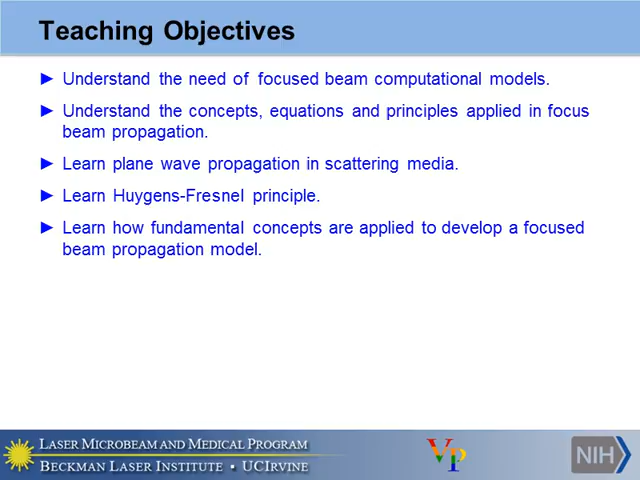 Teaching Objectives
► Understand the need of focused beam computational models.
► Understand the concepts, equations and principles applied in focus
beam propagation.
► Learn plane wave propagation in scattering media.
► Learn Huygens-Fresnel principle.
► Learn how fundamental concepts are applied to develop a focused
beam propagation model.
LASER MICROBEAM AND MEDICAL PROGRAM
BECKMAN LASER INSTITUTE • UCIRVINE
VP
NIH